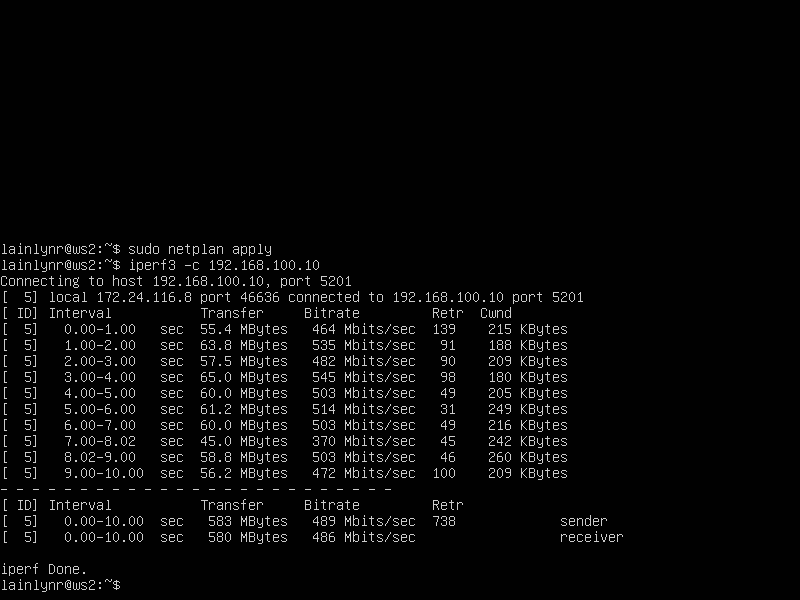 lainlynr@ws2:~$ sudo netplan apply
lainlynr@ws2:~$ iperf3 -c 192.168.100.10
Connecting to host 192.168.100.10, port 5201
[  5] local 172.24.116.8 port 46636 connected to 192.168.100.10 port 5201
[ ID] Interval           Transfer     Bitrate         Retr  Cwnd
[  5]   0.00-1.00   sec  55.4 MBytes   464 Mbits/sec  139    215 KBytes
[  5]   1.00-2.00   sec  63.8 MBytes   535 Mbits/sec   91    188 KBytes
[  5]   2.00-3.00   sec  57.5 MBytes   482 Mbits/sec   90    209 KBytes
[  5]   3.00-4.00   sec  65.0 MBytes   545 Mbits/sec   98    180 KBytes
[  5]   4.00-5.00   sec  60.0 MBytes   503 Mbits/sec   49    205 KBytes
[  5]   5.00-6.00   sec  61.2 MBytes   514 Mbits/sec   31    249 KBytes
[  5]   6.00-7.00   sec  60.0 MBytes   503 Mbits/sec   49    216 KBytes
[  5]   7.00-8.02   sec  45.0 MBytes   370 Mbits/sec   45    242 KBytes
[  5]   8.02-9.00   sec  58.8 MBytes   503 Mbits/sec   46    260 KBytes
[  5]   9.00-10.00  sec  56.2 MBytes   472 Mbits/sec  100    209 KBytes
- - - - - - - - - - - - - - - - - - - - - - - - -
[ ID] Interval           Transfer     Bitrate         Retr
[  5]   0.00-10.00  sec   583 MBytes   489 Mbits/sec  738             sender
[  5]   0.00-10.00  sec   580 MBytes   486 Mbits/sec                  receiver
iperf Done.
lainlynr@ws2:~$